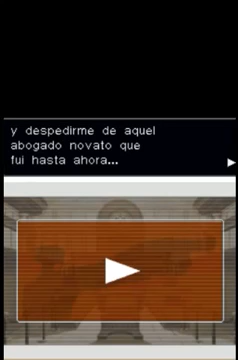 y despedirme de aquel
abogado novato que
fui hasta ahora...